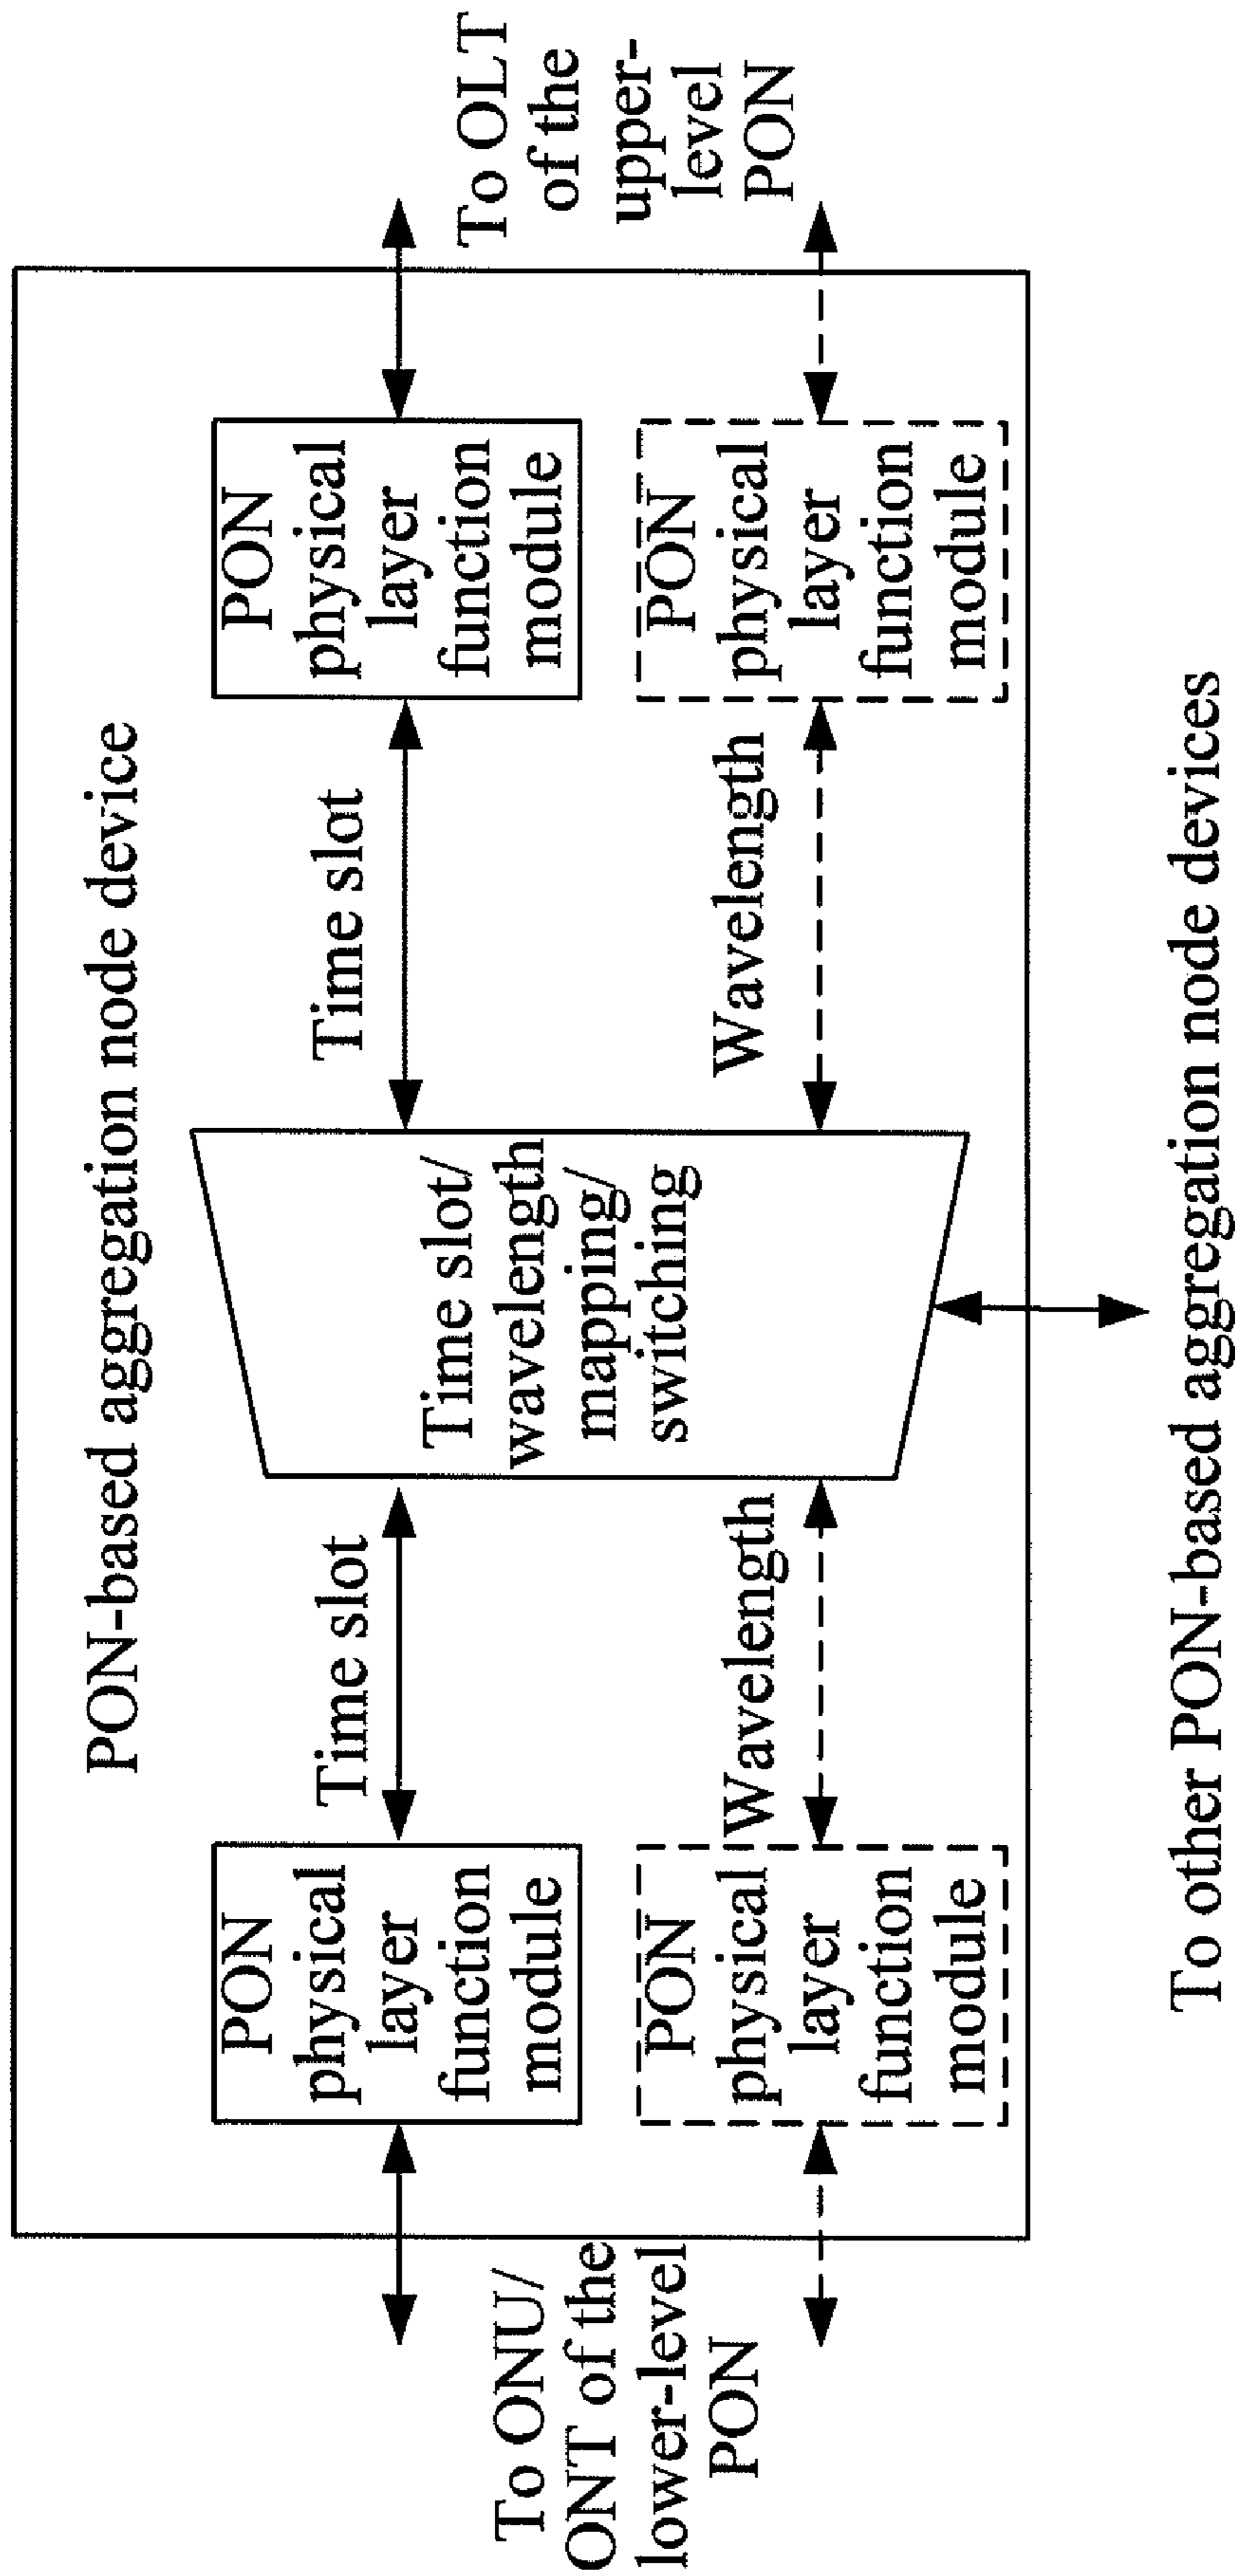 PON-based aggregation node device
To ONU/
ONT of the
lower-level
PON
PON
physical
layer
function
module
Time slot
Time slot/
wavelength
mapping/
switching
Time slot
PON
physical
layer
function
module
To OLT
of the
upper-
level
PON
PON
physical
layer
function
module
Wavelength
Wavelength
PON
physical
layer
function
module
To other PON-based aggregation node devices